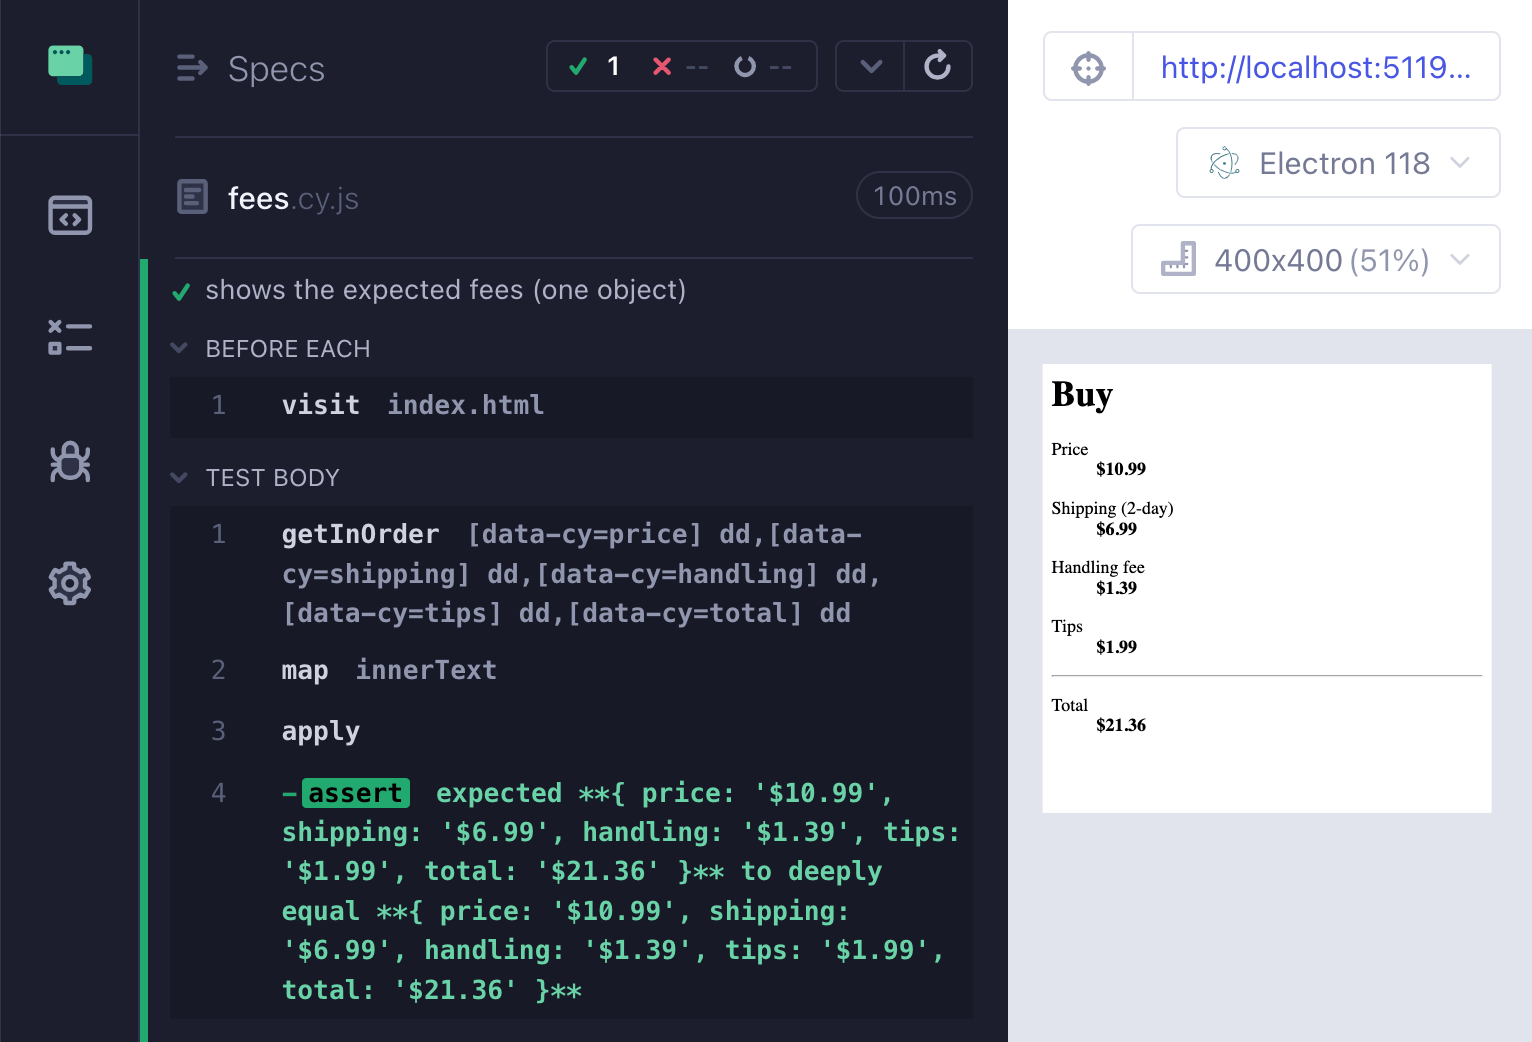 Specs
1 -- --
fees.cy.js
100ms
shows the expected fees (one object)
BEFORE EACH
1 visit index.html
TEST BODY
1 getInOrder [data-cy=price] dd,[data-
cy=shipping] dd,[data-cy=handling] dd,
[data-cy=tips] dd,[data-cy=total] dd
2 map innerText
3 apply
4 -assert expected **{ price: '$10.99',
shipping: '$6.99', handling: '$1.39', tips:
'$1.99', total: '$21.36' }** to deeply
equal **{ price: '$10.99', shipping:
'$6.99', handling: '$1.39', tips: '$1.99',
total: '$21.36' }**
http://localhost:5119...
Electron 118
400x400 (51%)
Buy
Price
$10.99
Shipping (2-day)
$6.99
Handling fee
$1.39
Tips
$1.99
Total
$21.36